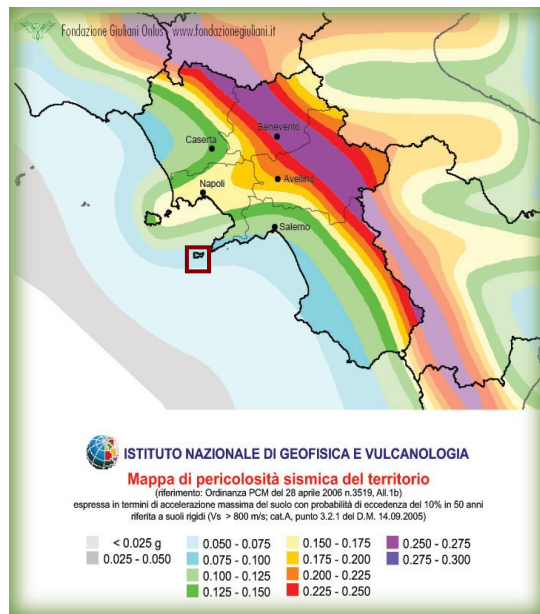 Fondazione Giuliani Onlus - www.fondazionegiuliani.it
Benevento
Caserta
Avellino
Napoli
Salerno
ISTITUTO NAZIONALE DI GEOFISICA E VULCANOLOGIA
Mappa di pericolosità sismica del territorio
(riferimento: Ordinanza PCM del 28 aprile 2006 n.3519, All.1b)
espressa in termini di accelerazione massima del suolo con probabilità di eccedenza del 10% in 50 anni
riferita a suoli rigidi (Vs > 800 m/s; cat.A, punto 3.2.1 del D.M. 14.09.2005)
< 0.025 g 0.050 - 0.075 0.150 - 0.175 0.250 - 0.275
0.025 - 0.050 0.075 - 0.100 0.175 - 0.200 0.275 - 0.300
0.100 - 0.125 0.200 - 0.225
0.125 - 0.150 0.225 - 0.250